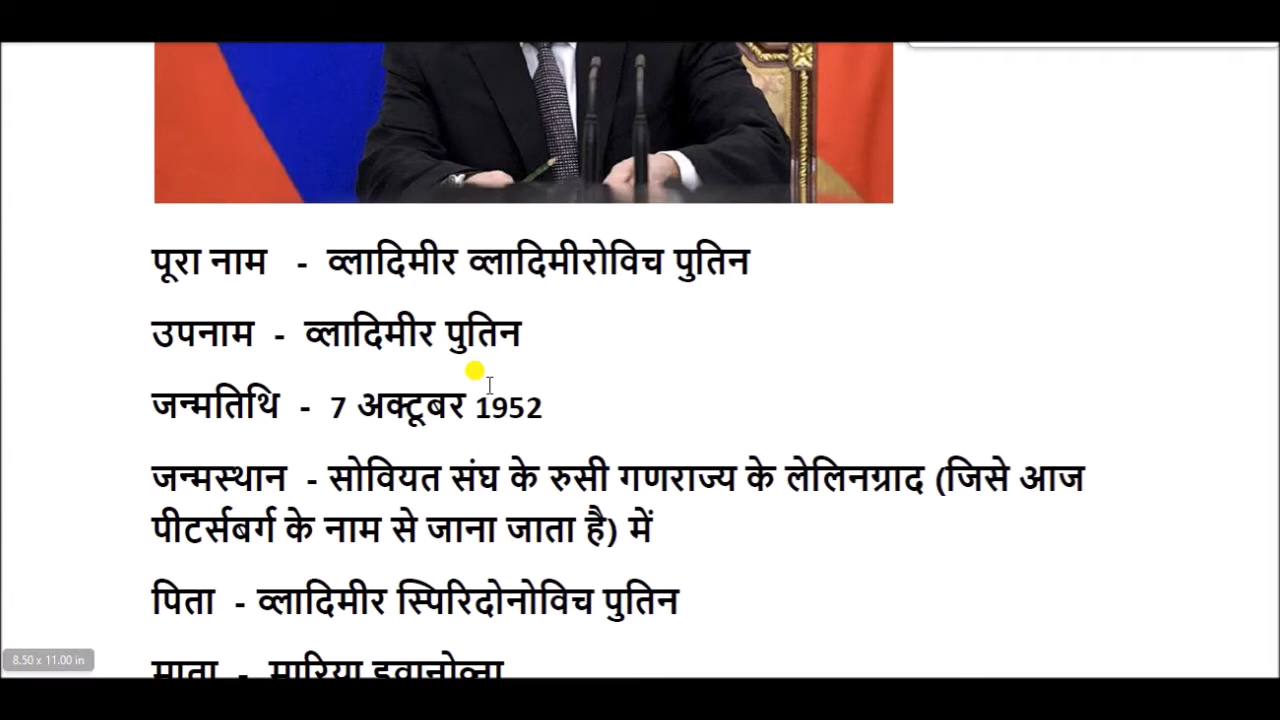 पूरा नाम - व्लादिमीर व्लादिमीरोविच पुतिन
उपनाम - व्लादिमीर पुतिन
जन्मतिथि - 7 अक्टूबर 1952
जन्मस्थान - सोवियत संघ के रुसी गणराज्य के लेलिनग्राद (जिसे आज
पीटर्सबर्ग के नाम से जाना जाता है) में
पिता - व्लादिमीर स्पिरिदोनोविच पुतिन
माता - मारिया इवानोव्ना
8.50 x 11.00 in